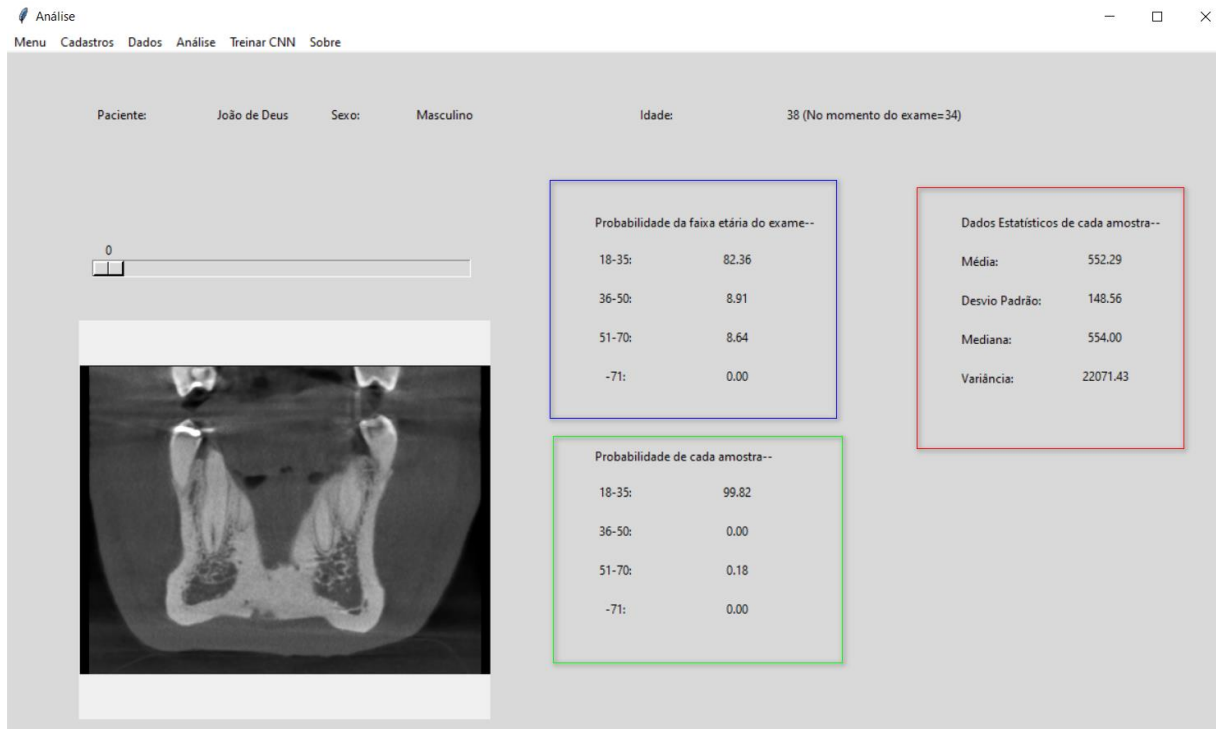 Análise
Menu Cadastros Dados Análise Treinar CNN Sobre
Paciente: João de Deus Sexo: Masculino Idade: 38 (No momento do exame=34)
0
Probabilidade da faixa etária do exame--
18-35: 82.36
36-50: 8.91
51-70: 8.64
-71: 0.00
Probabilidade de cada amostra--
18-35: 99.82
36-50: 0.00
51-70: 0.18
-71: 0.00
Dados Estatísticos de cada amostra--
Média: 552.29
Desvio Padrão: 148.56
Mediana: 554.00
Variância: 22071.43